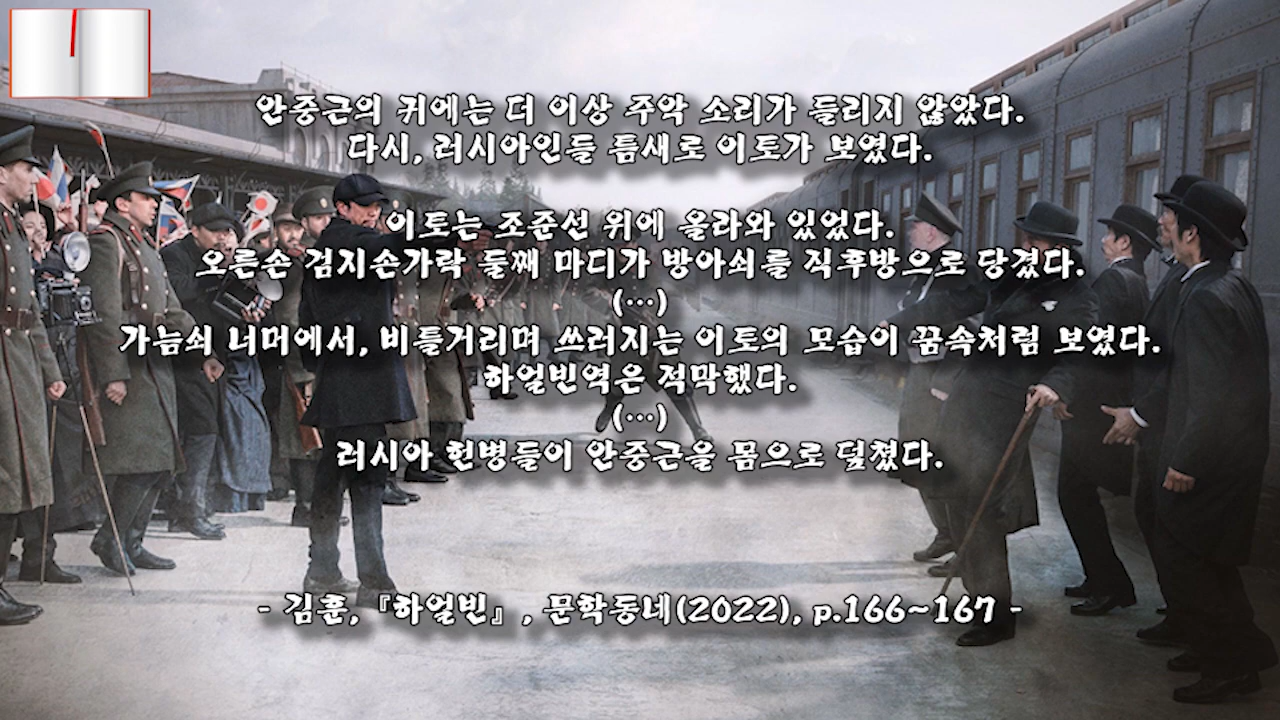 안중근의 귀에는 더 이상 주악 소리가 들리지 않았다.
다시, 러시아인들 틈새로 이토가 보였다.
이토는 조준선 위에 올라와 있었다.
오른손 검지손가락 둘째 마디가 방아쇠를 직후방으로 당겼다.
(…)
가늠쇠 너머에서, 비틀거리며 쓰러지는 이토의 모습이 꿈속처럼 보였다.
하얼빈역은 적막했다.
(…)
러시아 헌병들이 안중근을 몸으로 덮쳤다.
- 김훈, 『하얼빈』, 문학동네(2022), p.166~167 -